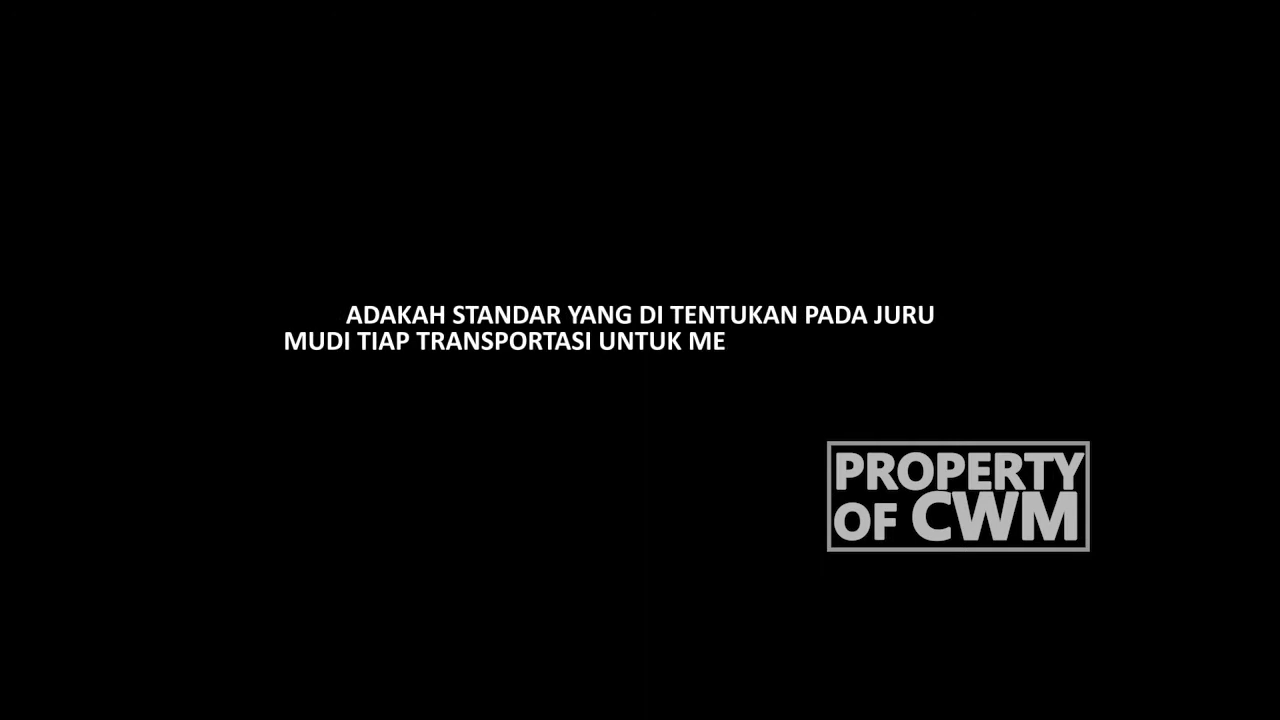 ADAKAH STANDAR YANG DI TENTUKAN PADA JURU
MUDI TIAP TRANSPORTASI UNTUK ME
PROPERTY
OF CWM